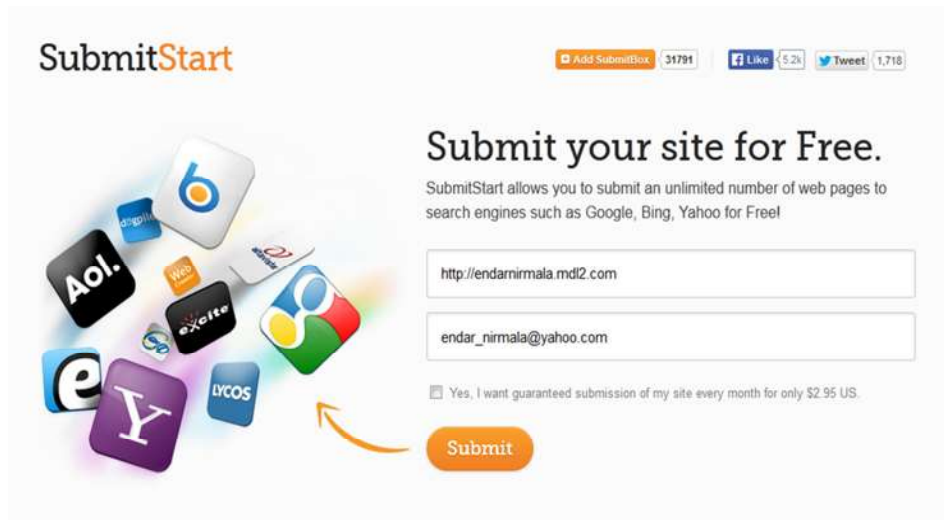 SubmitStart
Add SubmitBox 31791 Like 5.2k Tweet 1,718
Submit your site for Free.
SubmitStart allows you to submit an unlimited number of web pages to
search engines such as Google, Bing, Yahoo for Free!
http://endarnirmala.mdl2.com
endar_nirmala@yahoo.com
Yes, I want guaranteed submission of my site every month for only $2.95 US.
Submit
b
dogpile
Aol.
Web
altavista
excite
e
Y
LYCOS
g